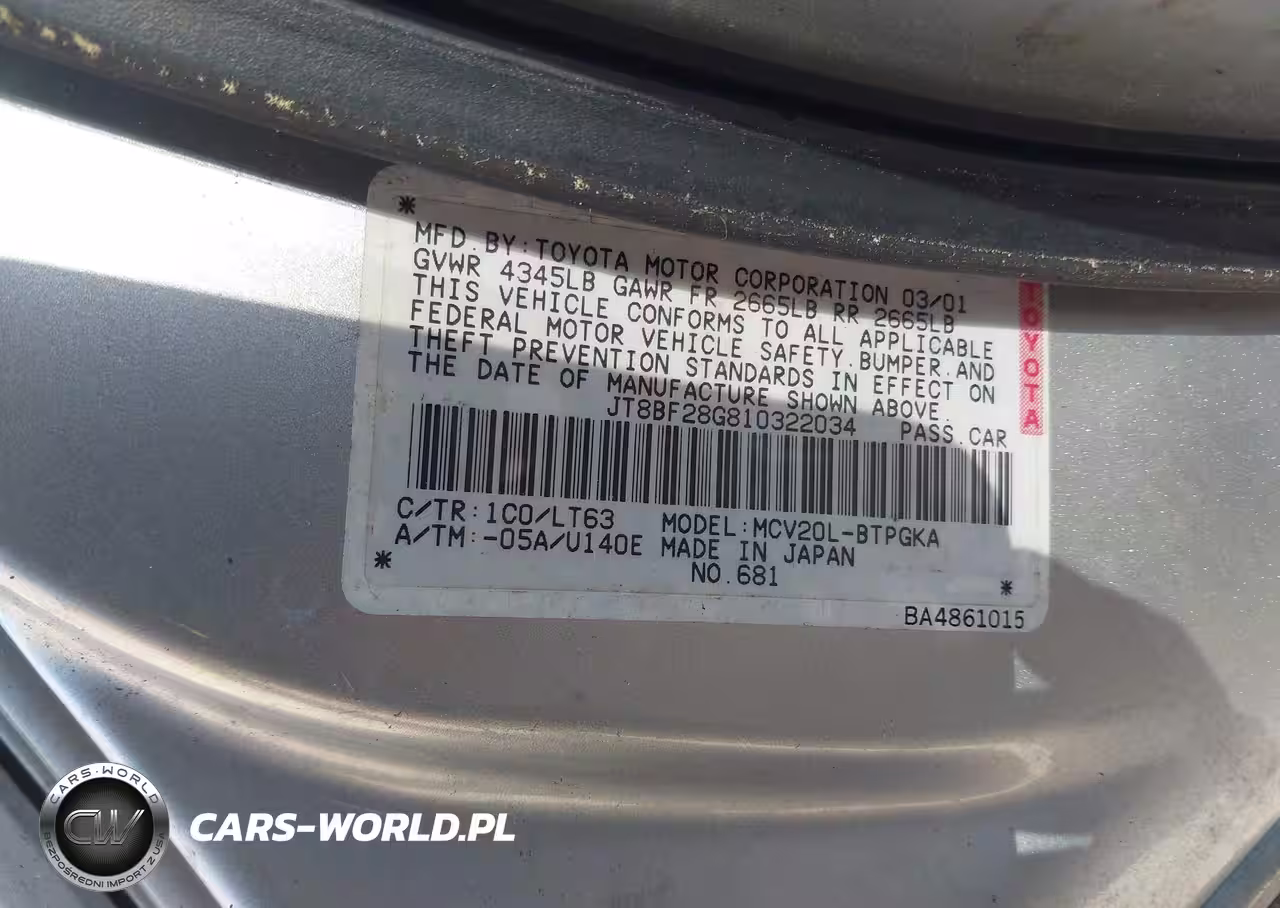 MFD. BY: TOYOTA MOTOR CORPORATION 03/01
GVWR 4345LB GAWR FR 2665LB RR 2665LB
THIS VEHICLE CONFORMS TO ALL APPLICABLE
FEDERAL MOTOR VEHICLE SAFETY. BUMPER. AND
THEFT PREVENTION STANDARDS IN EFFECT ON
THE DATE OF MANUFACTURE SHOWN ABOVE.
JT8BF28G810322034 PASS. CAR
TOYOTA
C/TR: 1C0/LT63 MODEL: MCV20L-BTPGKA
A/TM: -05A/U140E MADE IN JAPAN
NO. 681
BA4861015
CARS-WORLD
CW
BEZPOŚREDNI IMPORT Z USA
CARS-WORLD.PL